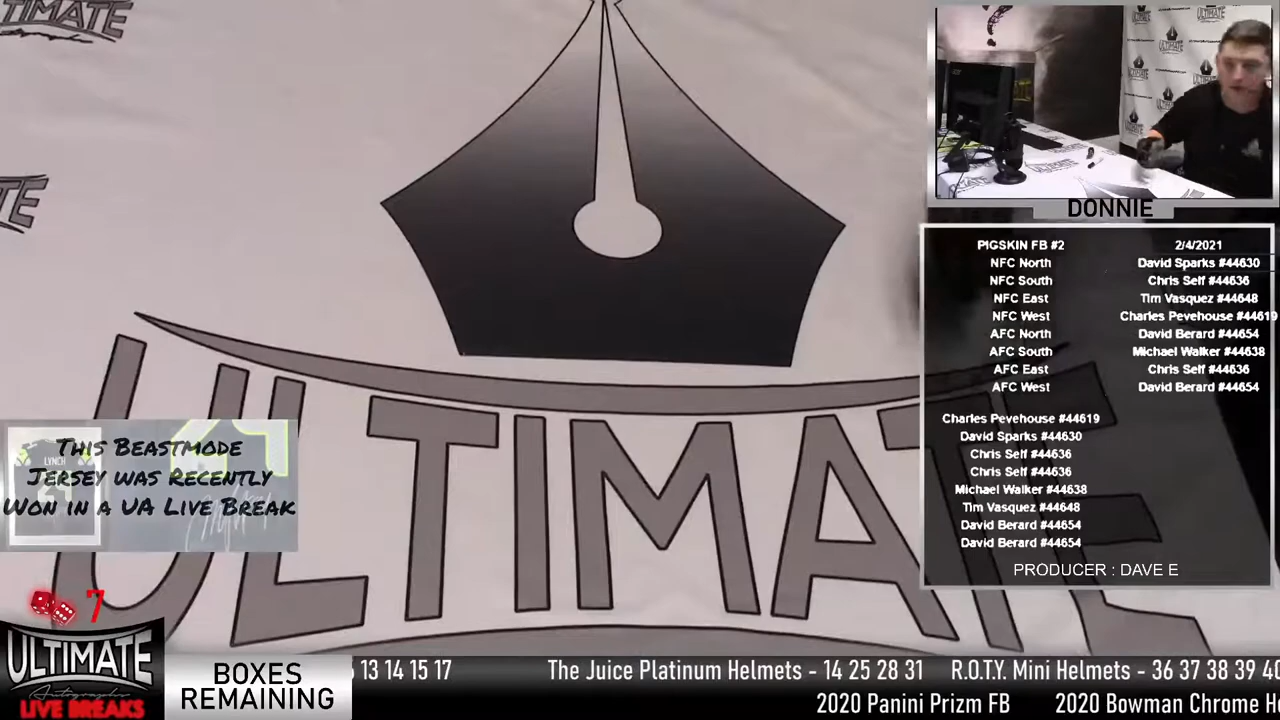 TIMATE
TE
ULTIMATE
DONNIE
PIGSKIN FB #2 2/4/2021
NFC North David Sparks #44630
NFC South Chris Self #44636
NFC East Tim Vasquez #44648
NFC West Charles Pevehouse #44619
AFC North David Berard #44654
AFC South Michael Walker #44638
AFC East Chris Self #44636
AFC West David Berard #44654
Charles Pevehouse #44619
David Sparks #44630
Chris Self #44636
Chris Self #44636
Michael Walker #44638
Tim Vasquez #44648
David Berard #44654
David Berard #44654
PRODUCER : DAVE E
LYNCH
24
This Beastmode
Jersey was Recently
Won in a UA Live Break
7
ULTIMATE
Autographs
LIVE BREAKS
BOXES
REMAINING
13 14 15 17 The Juice Platinum Helmets - 14 25 28 31 R.O.T.Y. Mini Helmets - 36 37 38 39
2020 Panini Prizm FB 2020 Bowman Chrome